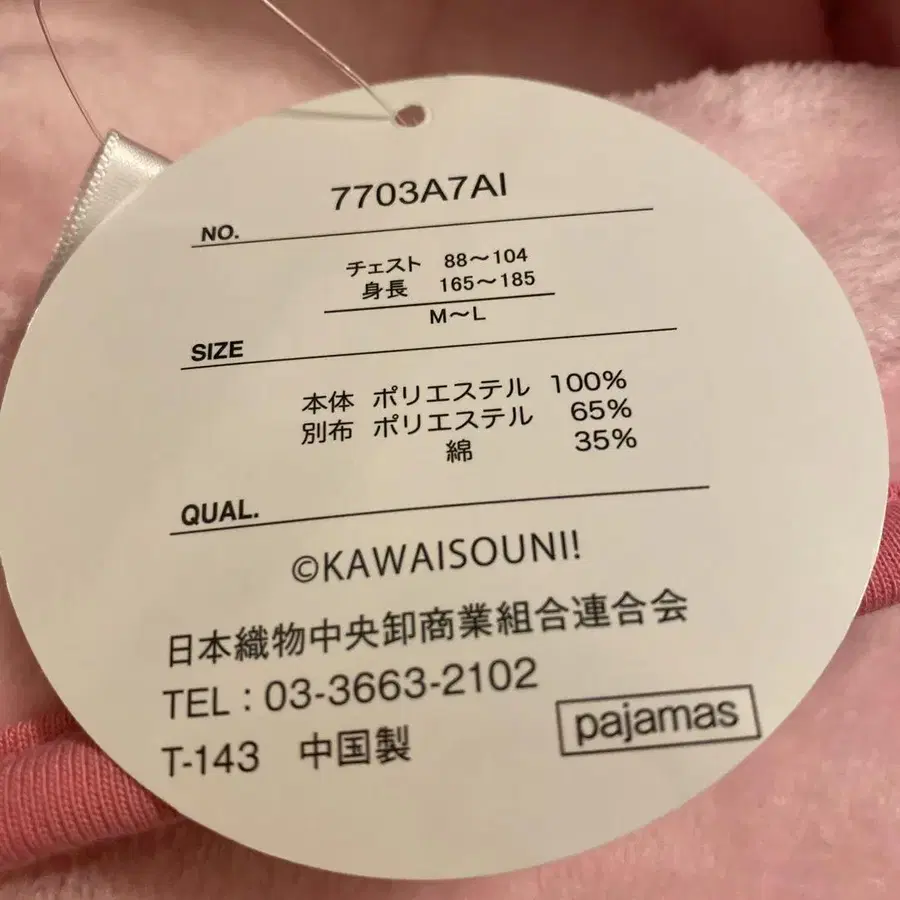 7703A7AI
NO.
チェスト 88～104
身長 165～185
M～L
SIZE
本体 ポリエステル 100%
別布 ポリエステル 65%
綿 35%
QUAL.
©KAWAISOUNI!
日本織物中央卸商業組合連合会
TEL : 03-3663-2102
T-143 中国製
pajamas